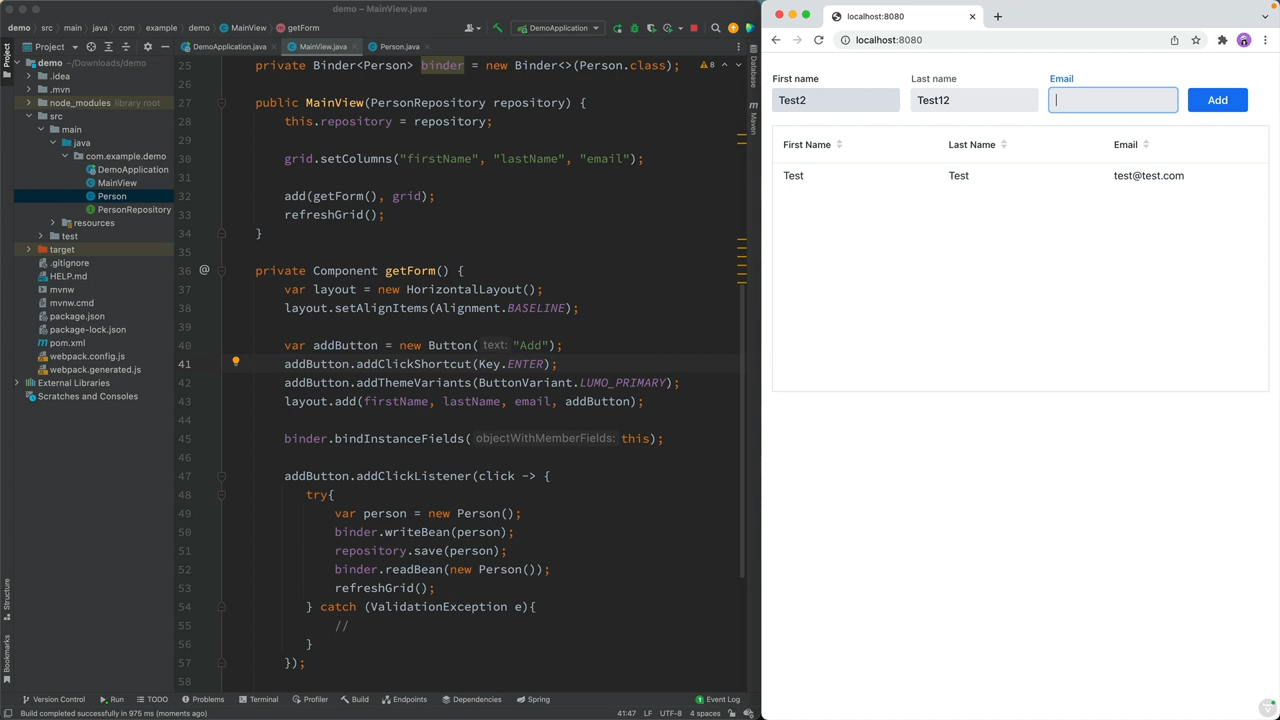 demo – MainView.java
demo
src
main
java
com
example
demo
MainView
getForm
DemoApplication
Project
DemoApplication.java
MainView.java
Person.java
Project
Structure
Bookmarks
demo ~/Downloads/demo
.idea
.mvn
node_modules library root
src
main
java
com.example.demo
DemoApplication
MainView
Person
PersonRepository
resources
test
target
.gitignore
HELP.md
mvnw
mvnw.cmd
package.json
package-lock.json
pom.xml
webpack.config.js
webpack.generated.js
External Libraries
Scratches and Consoles
25 private Binder<Person> binder = new Binder<>(Person.class);
8
26
27 public MainView(PersonRepository repository) {
28 this.repository = repository;
29
30 grid.setColumns("firstName", "lastName", "email");
31
32 add(getForm(), grid);
33 refreshGrid();
34 }
35
36 @ private Component getForm() {
37 var layout = new HorizontalLayout();
38 layout.setAlignItems(Alignment.BASELINE);
39
40 var addButton = new Button( text: "Add");
41 addButton.addClickShortcut(Key.ENTER);
42 addButton.addThemeVariants(ButtonVariant.LUMO_PRIMARY);
43 layout.add(firstName, lastName, email, addButton);
44
45 binder.bindInstanceFields( objectWithMemberFields: this);
46
47 addButton.addClickListener(click -> {
48 try{
49 var person = new Person();
50 binder.writeBean(person);
51 repository.save(person);
52 binder.readBean(new Person());
53 refreshGrid();
54 } catch (ValidationException e){
55 //
56 }
57 });
58
Database
m Maven
Version Control
Run
TODO
Problems
Terminal
Profiler
Build
Endpoints
Dependencies
Spring
1 Event Log
Build completed successfully in 975 ms (moments ago)
41:47 LF UTF-8 4 spaces
localhost:8080
localhost:8080
First name
Last name
Email
Test2
Test12
Add
First Name
Last Name
Email
Test
Test
test@test.com